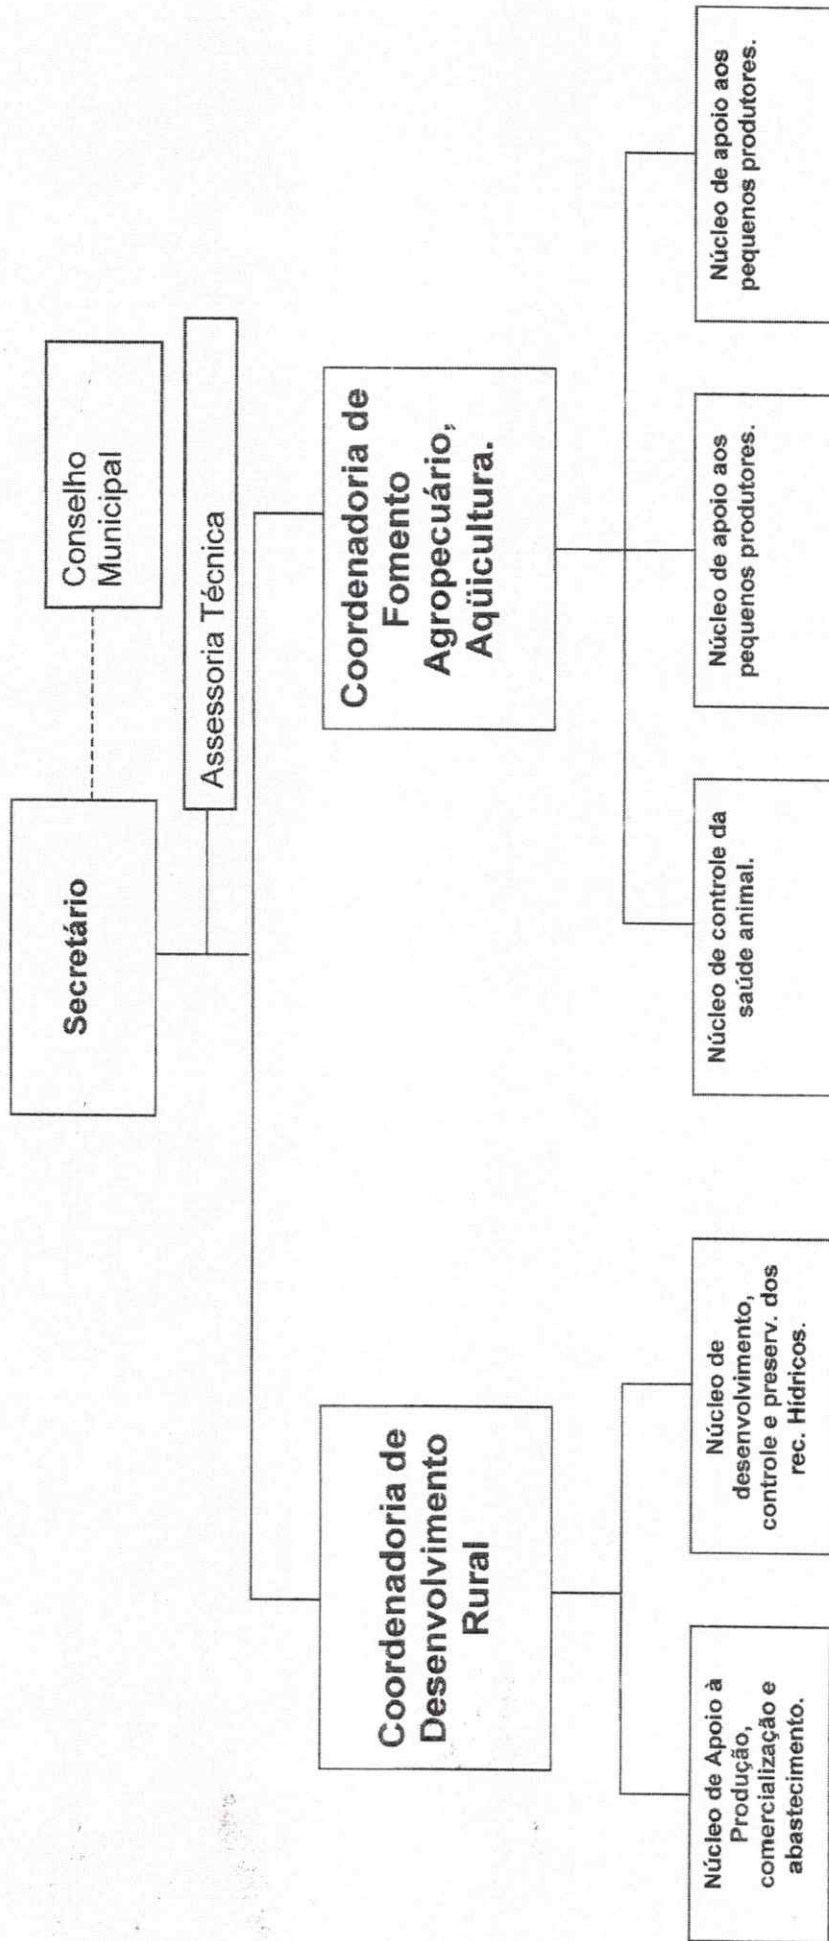 Secretário
Conselho
Municipal
Assessoria Técnica
Coordenadoria de
Desenvolvimento
Rural
Coordenadoria de
Fomento
Agropecuário,
Aqüicultura.
Núcleo de Apoio à
Produção,
comercialização e
abastecimento.
Núcleo de
desenvolvimento,
controle e preserv. dos
rec. Hídricos.
Núcleo de controle da
saúde animal.
Núcleo de apoio aos
pequenos produtores.
Núcleo de apoio aos
pequenos produtores.